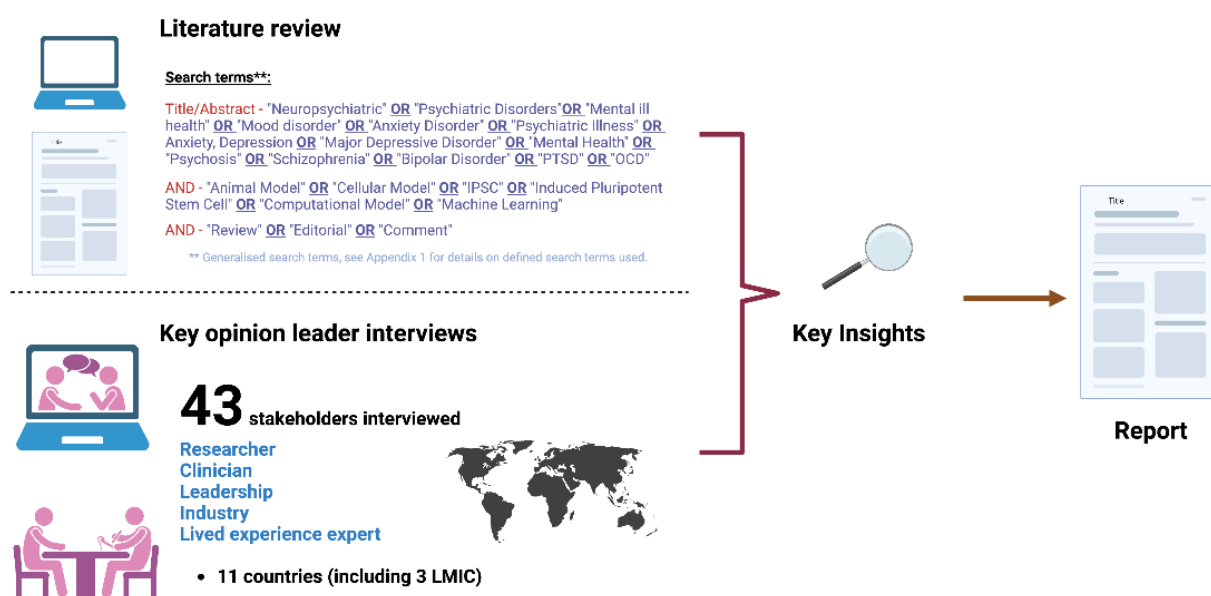 Literature review
Search terms**:
Title/Abstract - "Neuropsychiatric" OR "Psychiatric Disorders"OR "Mental ill
health" OR "Mood disorder" OR "Anxiety Disorder" OR "Psychiatric Illness" OR
Anxiety, Depression OR "Major Depressive Disorder" OR "Mental Health" OR
"Psychosis" OR "Schizophrenia" OR "Bipolar Disorder" OR "PTSD" OR "OCD"
AND - "Animal Model" OR "Cellular Model" OR "IPSC" OR "Induced Pluripotent
Stem Cell" OR "Computational Model" OR "Machine Learning"
AND - "Review" OR "Editorial" OR "Comment"
** Generalised search terms, see Appendix 1 for details on defined search terms used.
Title
Key opinion leader interviews
43 stakeholders interviewed
Researcher
Clinician
Leadership
Industry
Lived experience expert
• 11 countries (including 3 LMIC)
Key Insights
Title
Report